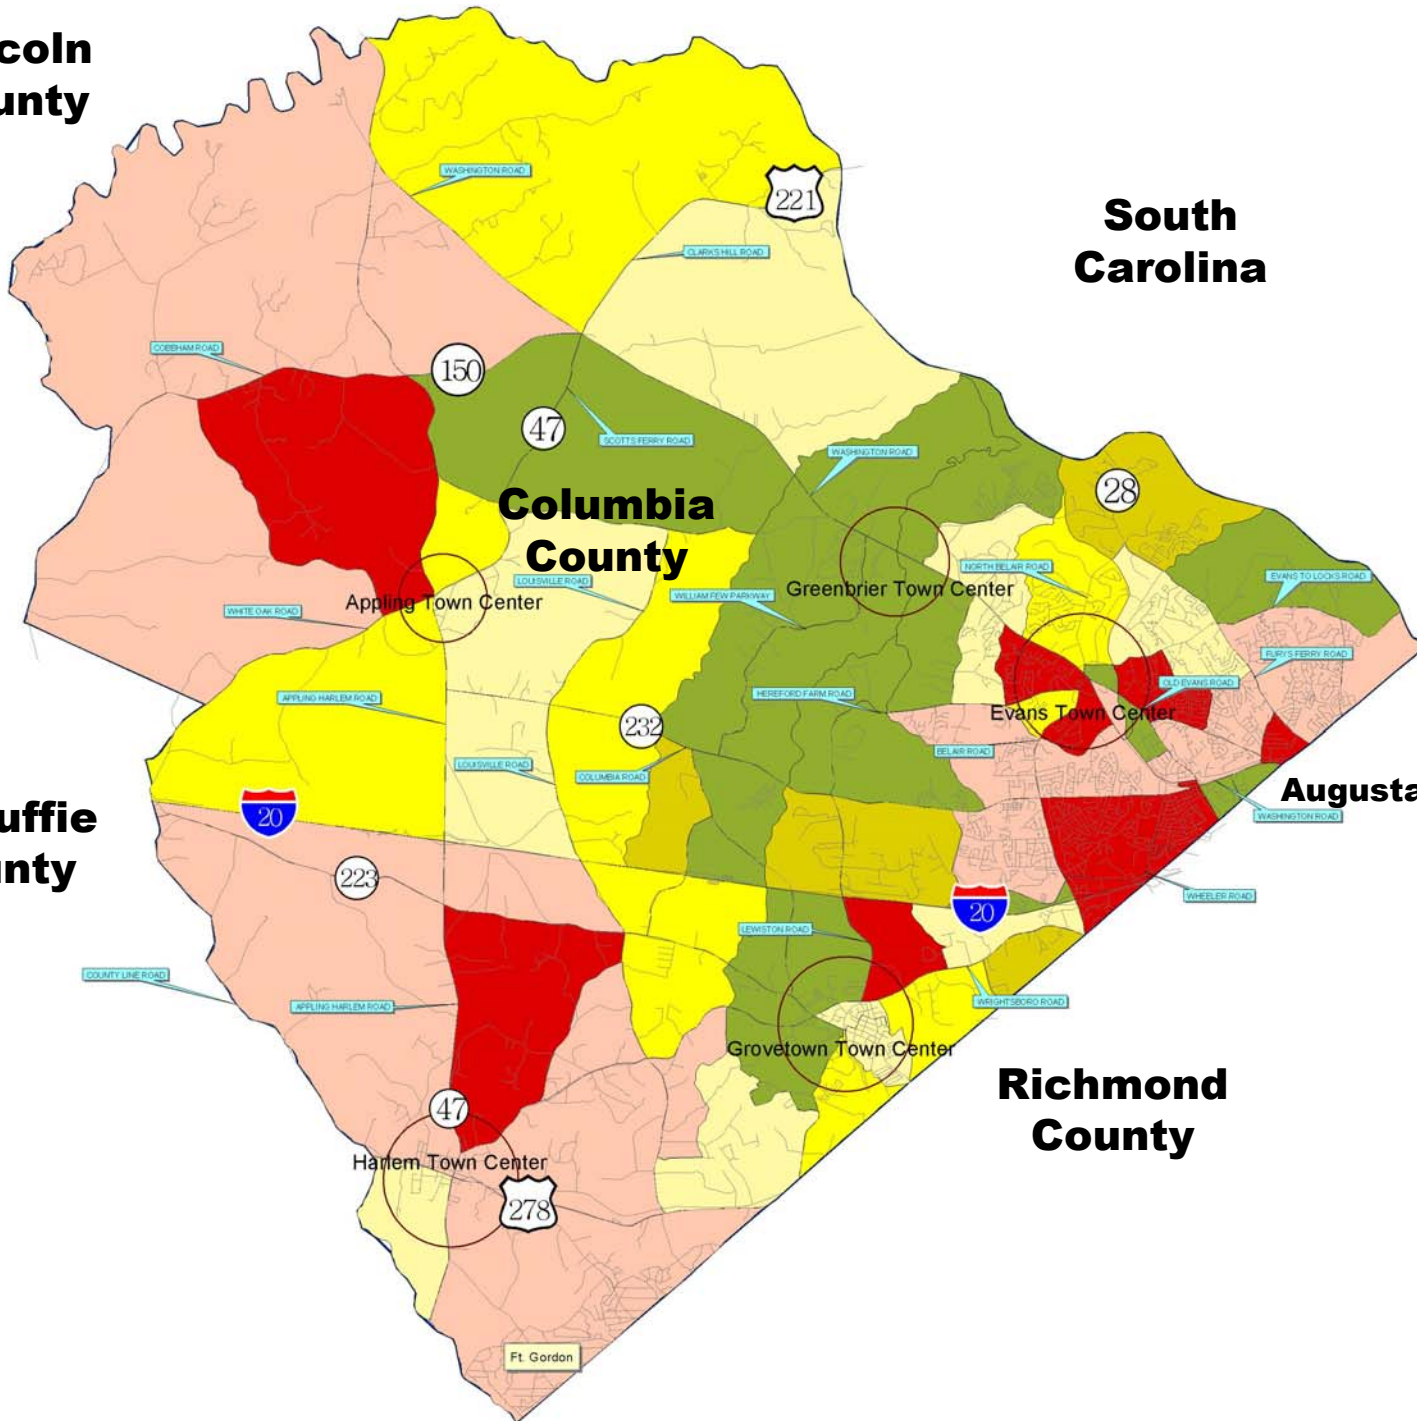 coln
unty
WASHINGTON ROAD
221
South
Carolina
CLARKS HILL ROAD
COBBHAM ROAD
150
47
SCOTTS FERRY ROAD
WASHINGTON ROAD
28
Columbia
County
NORTH BELAIR ROAD
EVANS TO LOCKS ROAD
LOUISVILLE ROAD
WILLIAM FEW PARKWAY
Greenbrier Town Center
Appling Town Center
WHITE OAK ROAD
FURYS FERRY ROAD
OLD EVANS ROAD
APPLING HARLEM ROAD
HEREFORD FARM ROAD
Evans Town Center
232
BELAIR ROAD
LOUISVILLE ROAD
COLUMBIA ROAD
Augusta
20
WASHINGTON ROAD
uffie
unty
223
WHEELER ROAD
20
LEWISTON ROAD
COUNTY LINE ROAD
APPLING HARLEM ROAD
WRIGHTSBORO ROAD
Grovetown Town Center
Richmond
County
47
Harlem Town Center
278
Ft. Gordon